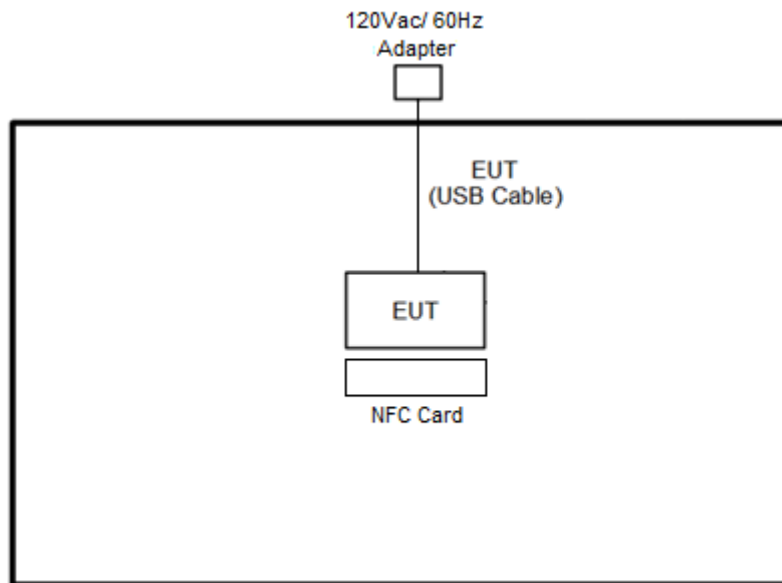 120Vac/ 60Hz
Adapter
EUT
(USB Cable)
EUT
NFC Card